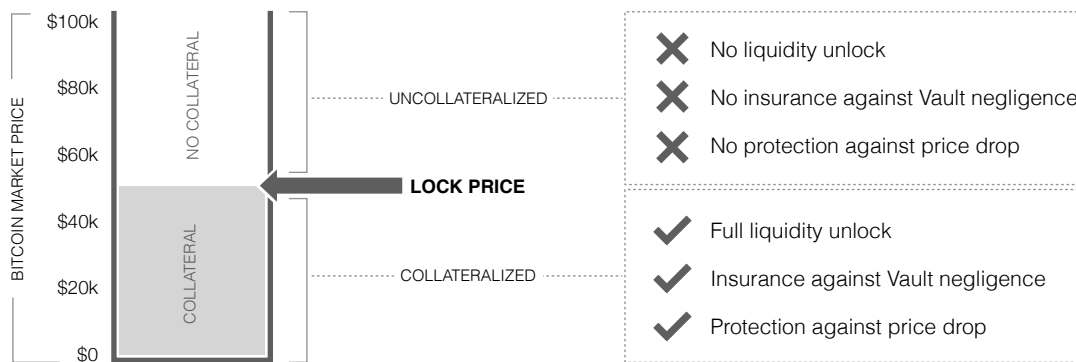 BITCOIN MARKET PRICE
$100k
$80k
$60k
$40k
$20k
$0
NO COLLATERAL
COLLATERAL
UNCOLLATERALIZED
LOCK PRICE
COLLATERALIZED
No liquidity unlock
No insurance against Vault negligence
No protection against price drop
Full liquidity unlock
Insurance against Vault negligence
Protection against price drop